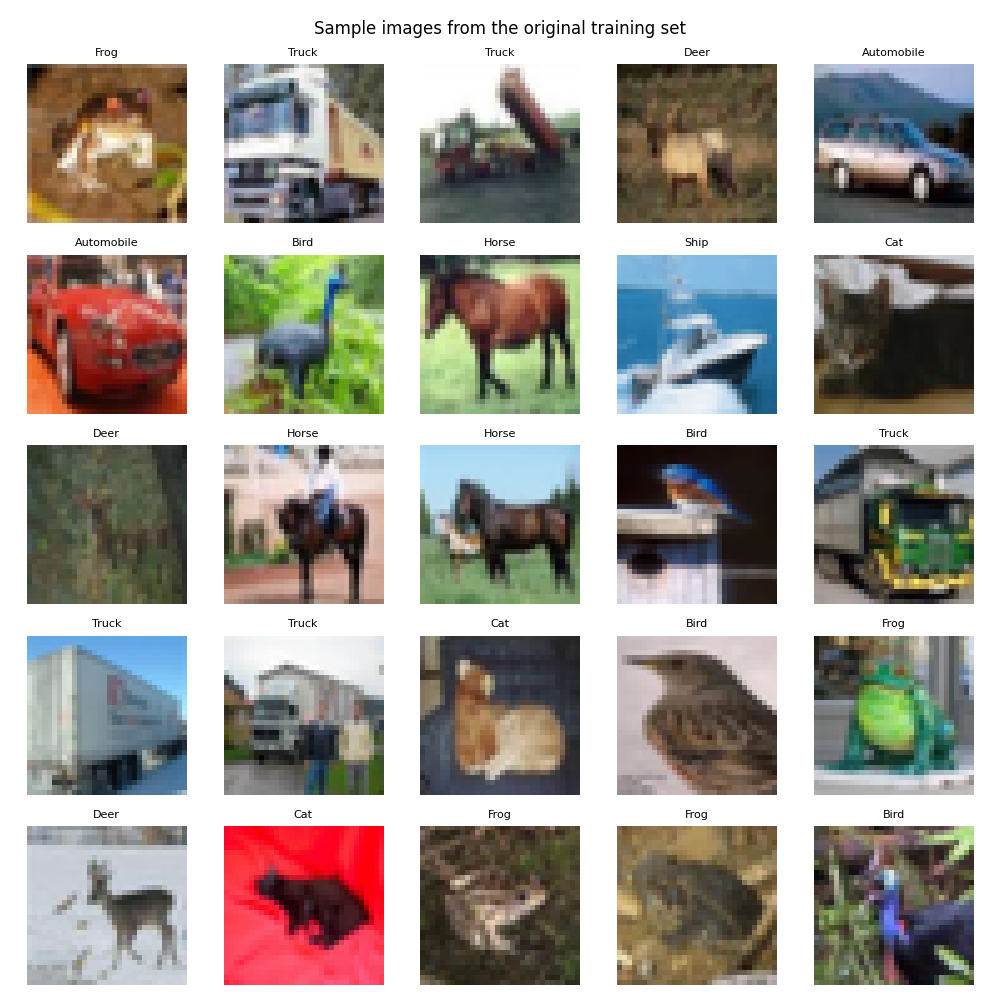 Sample images from the original training set
Frog
Truck
Truck
Deer
Automobile
Automobile
Bird
Horse
Ship
Cat
Deer
Horse
Horse
Bird
Truck
Truck
Truck
Cat
Bird
Frog
Deer
Cat
Frog
Frog
Bird